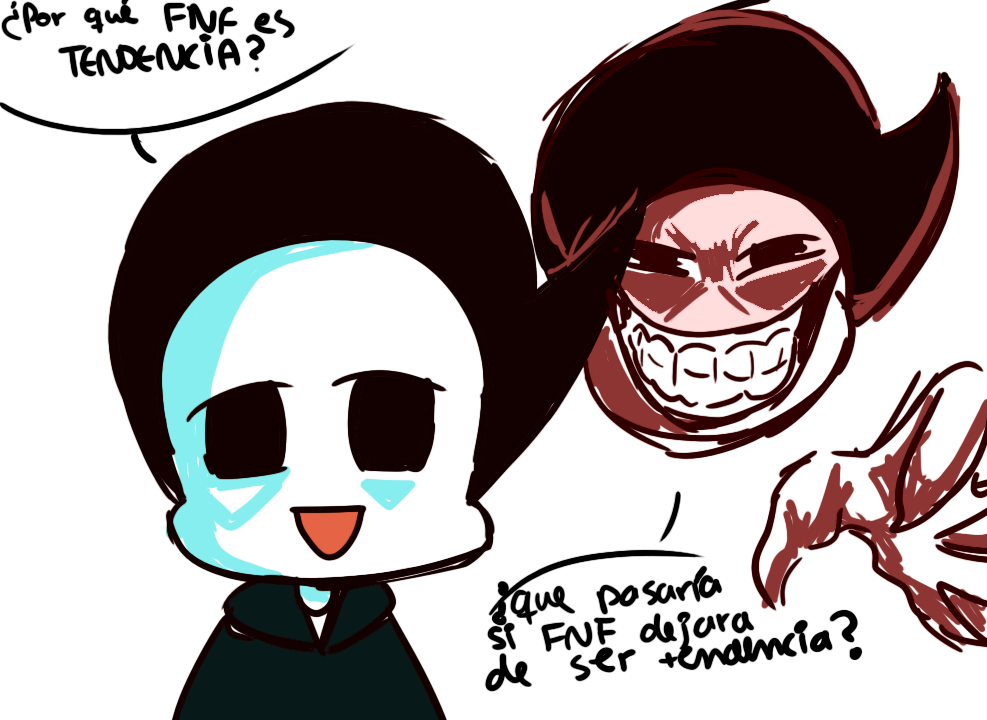 ¿Por qué FNF es
TENDENCiA?
¿que pasaría
si FNF dejara
de ser tendencia?